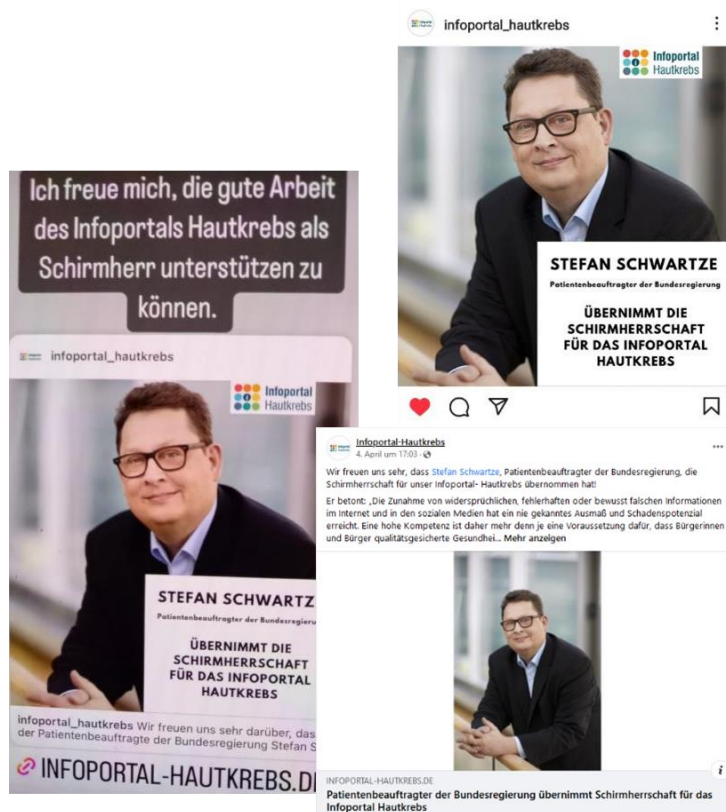 infoportal_hautkrebs
Infoportal
Hautkrebs
STEFAN SCHWARTZE
Patientenbeauftragter der Bundesregierung
ÜBERNIMMT DIE
SCHIRMHERRSCHAFT
FÜR DAS INFOPORTAL
HAUTKREBS
Ich freue mich, die gute Arbeit
des Infoportals Hautkrebs als
Schirmherr unterstützen zu
können.
infoportal_hautkrebs
Infoportal
Hautkrebs
STEFAN SCHWARTZ
Patientenbeauftragter der Bundesregieru
ÜBERNIMMT DIE
SCHIRMHERRSCHAFT
FÜR DAS INFOPORTAL
HAUTKREBS
infoportal_hautkrebs Wir freuen uns sehr darüber, das
der Patientenbeauftragte der Bundesregierung Stefan S
INFOPORTAL-HAUTKREBS.D
Infoportal-Hautkrebs
4. April um 17:03 ·
Wir freuen uns sehr, dass Stefan Schwartze, Patientenbeauftragter der Bundesregierung, die
Schirmherrschaft für unser Infoportal- Hautkrebs übernommen hat!
Er betont: „Die Zunahme von widersprüchlichen, fehlerhaften oder bewusst falschen Informationen
im Internet und in den sozialen Medien hat ein nie gekanntes Ausmaß und Schadenspotenzial
erreicht. Eine hohe Kompetenz ist daher mehr denn je eine Voraussetzung dafür, dass Bürgerinnen
und Bürger qualitätsgesicherte Gesundhei... Mehr anzeigen
INFOPORTAL-HAUTKREBS.DE
Patientenbeauftragter der Bundesregierung übernimmt Schirmherrschaft für das
Infoportal Hautkrebs